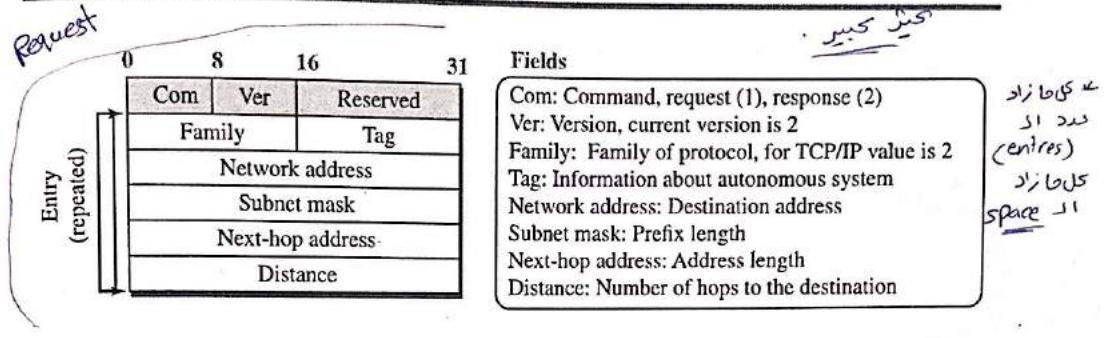 Request
كثير كبير .
0 8 16 31
Com Ver Reserved
Family Tag
Network address
Subnet mask
Next-hop address
Distance
Entry
(repeated)
Fields
Com: Command, request (1), response (2)
Ver: Version, current version is 2
Family: Family of protocol, for TCP/IP value is 2
Tag: Information about autonomous system
Network address: Destination address
Subnet mask: Prefix length
Next-hop address: Address length
Distance: Number of hops to the destination
كل ما زاد
عدد ال
(entres)
كل ما زاد
ال space